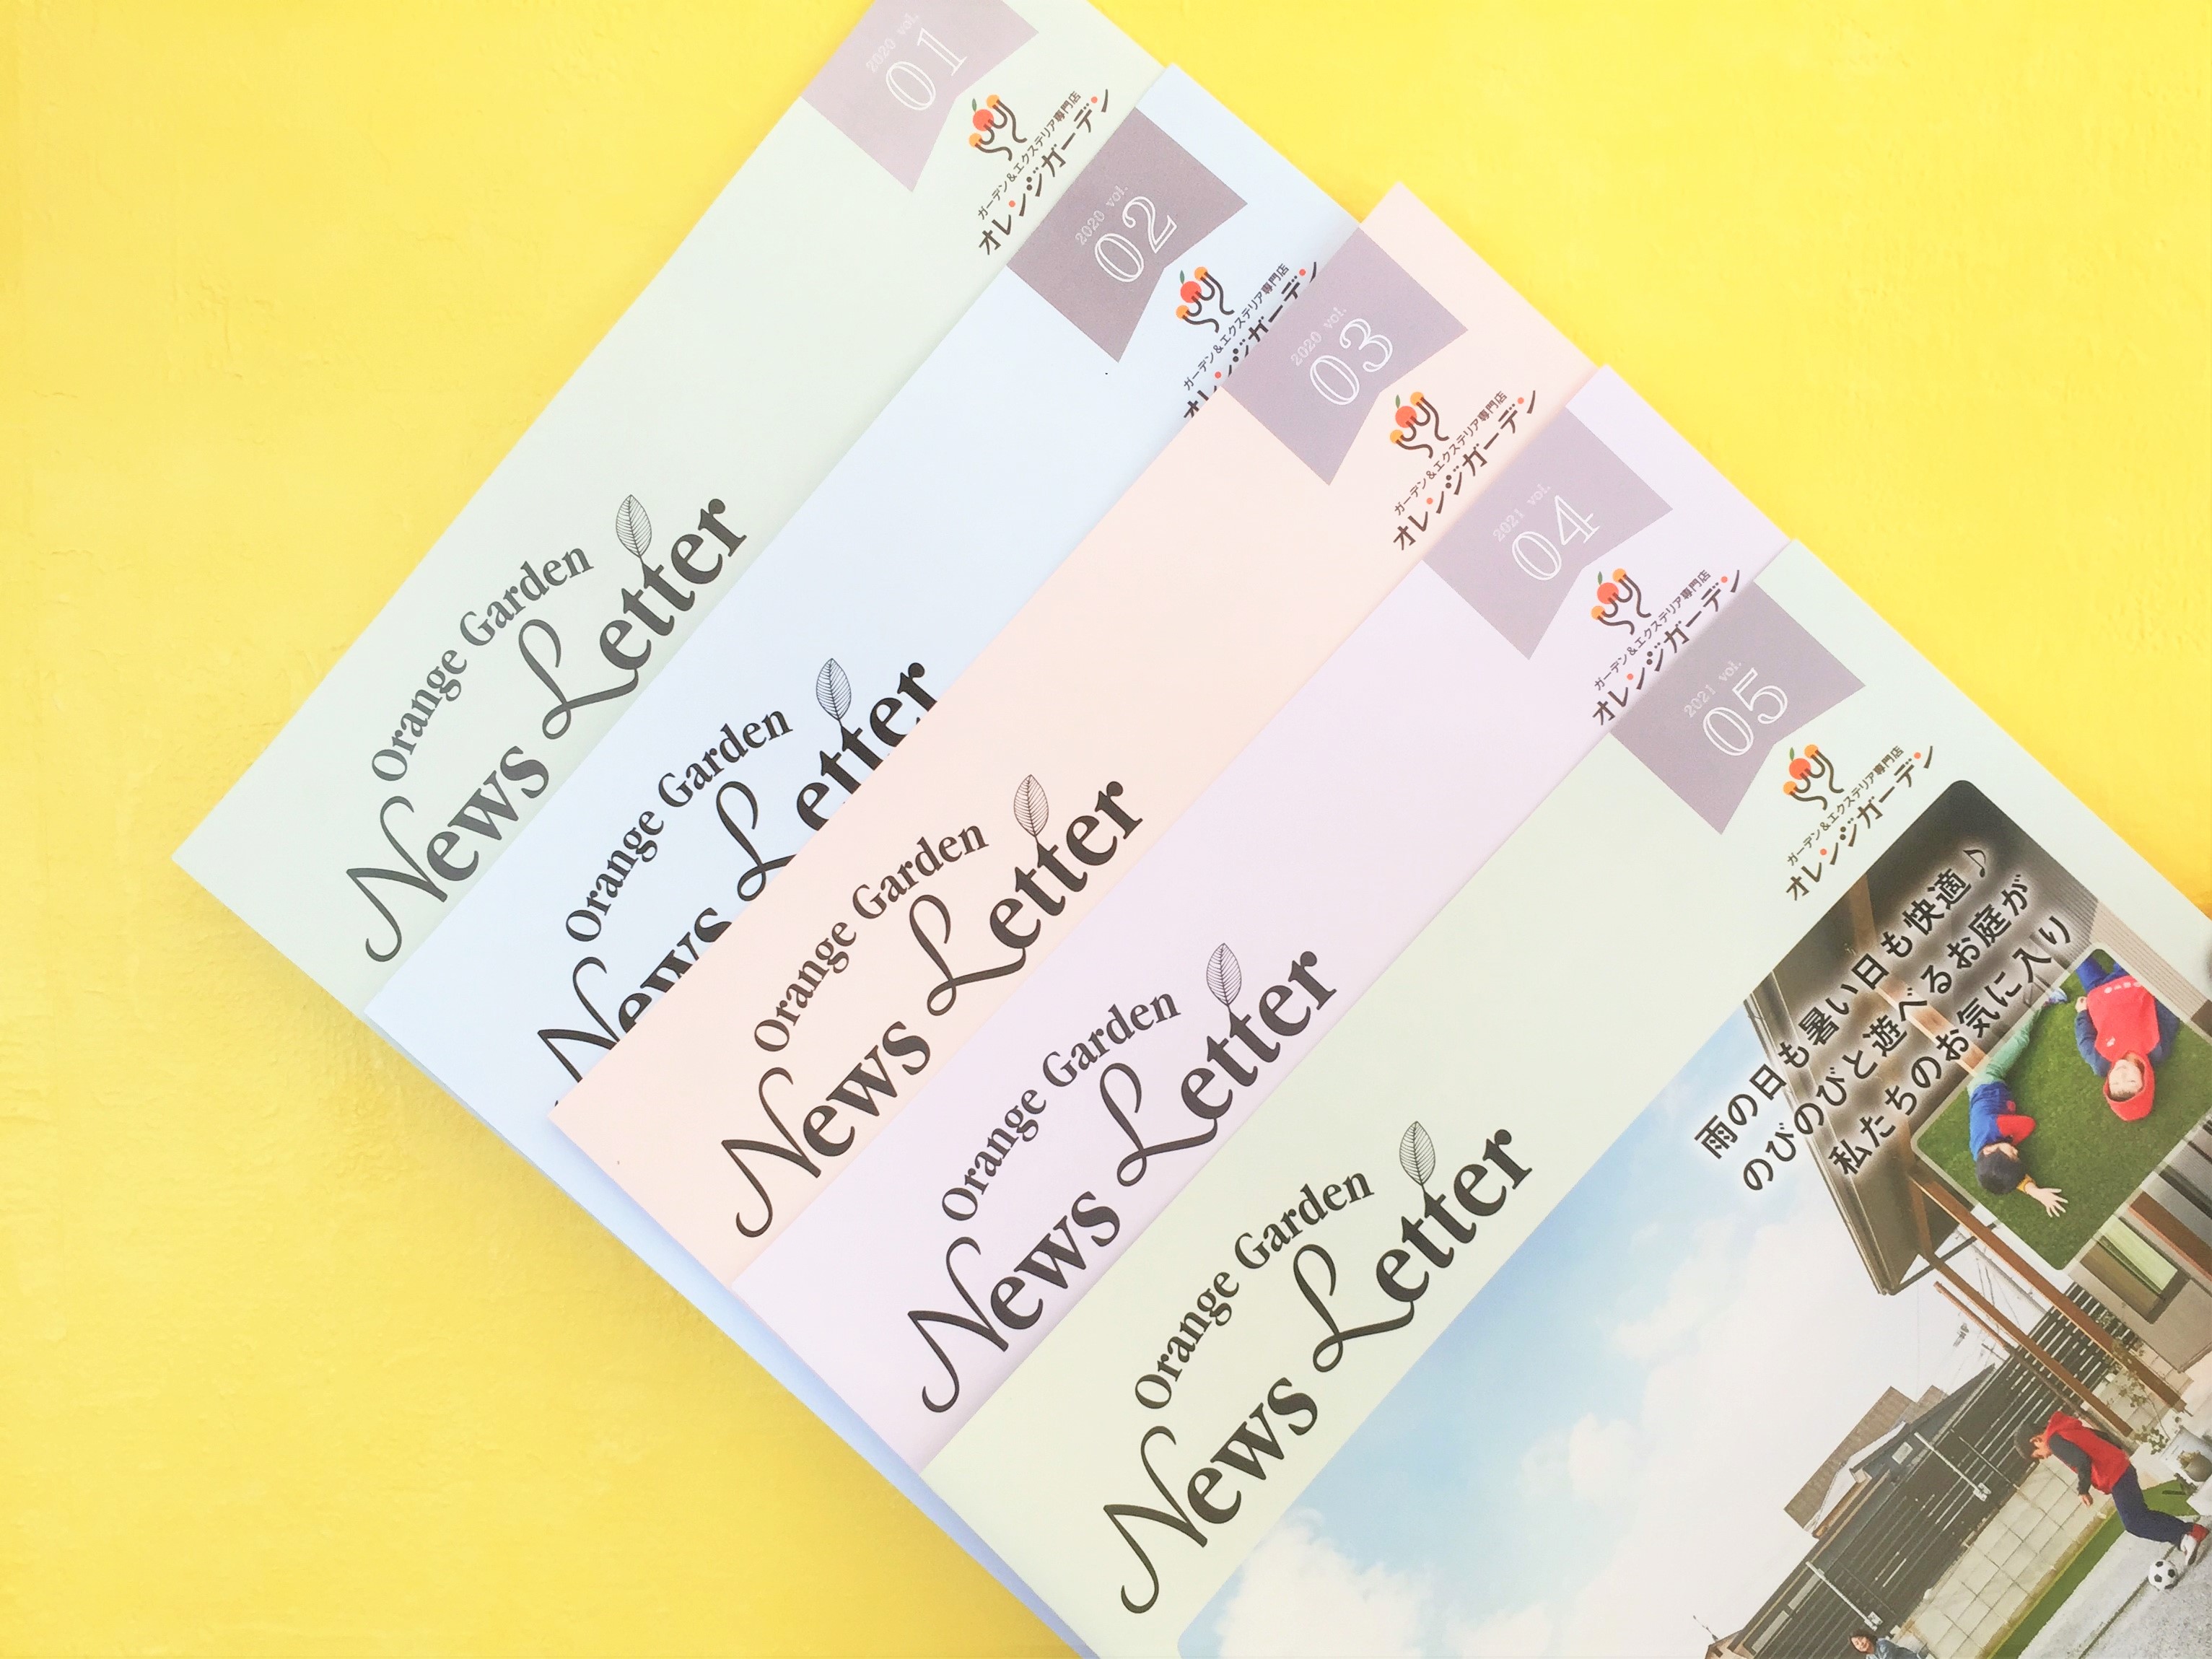 2020 vol.
01
ガーデン&エクステリア専門店
オレンジガーデン
Orange Garden
News Letter
2020 vol.
02
ガーデン&エクステリア専門店
オレンジガーデン
Orange Garden
News Letter
2020 vol.
03
ガーデン&エクステリア専門店
オレンジガーデン
Orange Garden
News Letter
2021 vol.
04
ガーデン&エクステリア専門店
オレンジガーデン
Orange Garden
News Letter
2021 vol.
05
ガーデン&エクステリア専門店
オレンジガーデン
Orange Garden
News Letter
雨の日も暑い日も快適♪
のびのびと遊べるお庭が
私たちのお気に入り